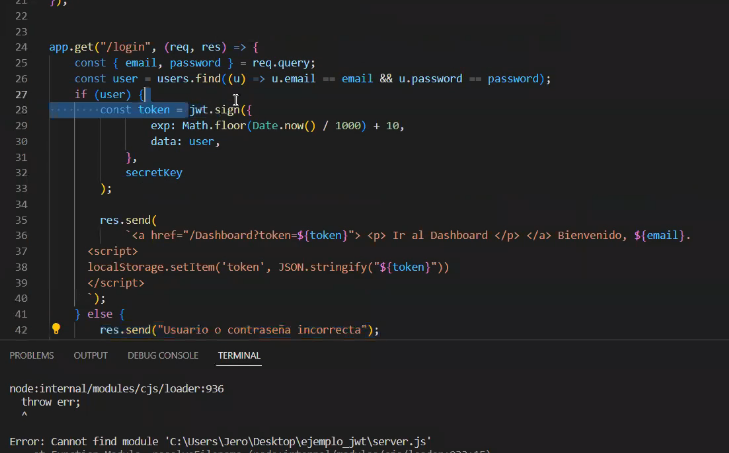 21 });
22
23
24 app.get("/login", (req, res) => {
25 const { email, password } = req.query;
26 const user = users.find((u) => u.email == email && u.password == password);
27 if (user) {
28 const token = jwt.sign({
29 exp: Math.floor(Date.now() / 1000) + 10,
30 data: user,
31 },
32 secretKey
33 );
34
35 res.send(
36 `<a href="/Dashboard?token=${token}"> <p> Ir al Dashboard </p> </a> Bienvenido, ${email}.
37 <script>
38 localStorage.setItem('token', JSON.stringify("${token}"))
39 </script>
40 `);
41 } else {
42 res.send("Usuario o contraseña incorrecta");
PROBLEMS OUTPUT DEBUG CONSOLE TERMINAL
node:internal/modules/cjs/loader:936
throw err;
^
Error: Cannot find module 'C:\Users\Jero\Desktop\ejemplo_jwt\server.js'